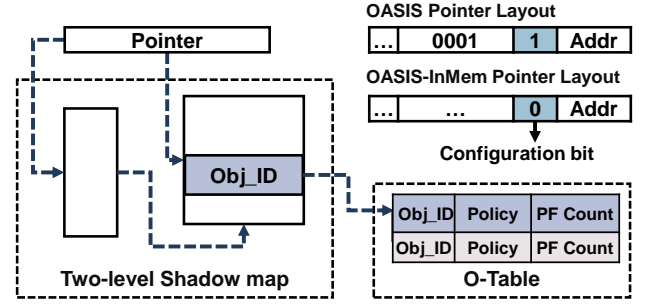 Pointer
Obj_ID
Two-level Shadow map
OASIS Pointer Layout
... 0001 1 Addr
OASIS-InMem Pointer Layout
... ... 0 Addr
Configuration bit
Obj_ID Policy PF Count
Obj_ID Policy PF Count
O-Table